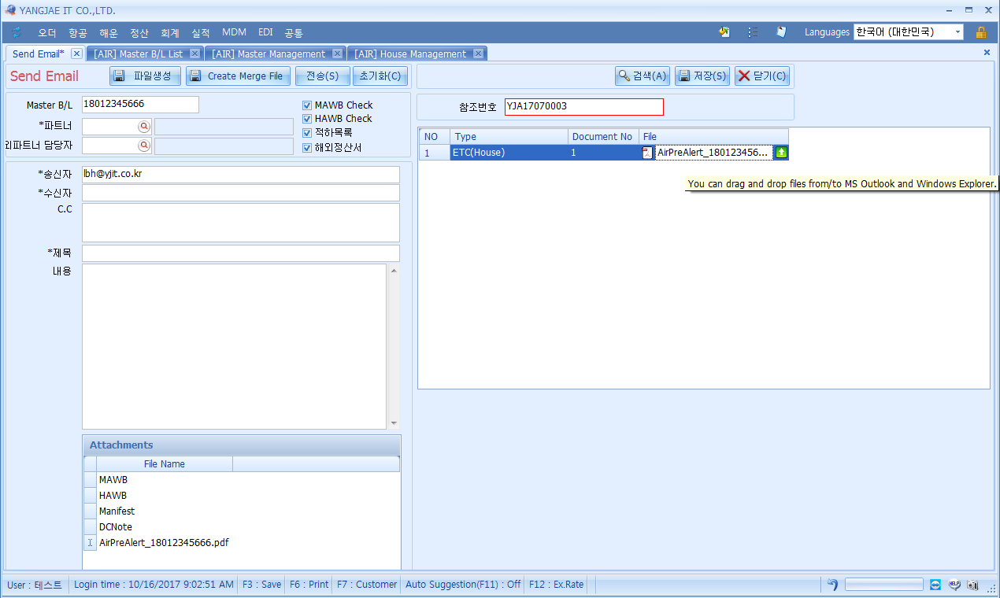 YANGJAE IT CO.,LTD.
오더 항공 해운 정산 회계 실적 MDM EDI 공통 Languages 한국어 (대한민국)
Send Email* [AIR] Master B/L List [AIR] Master Management [AIR] House Management
Send Email 파일생성 Create Merge File 전송(S) 초기화(C) 검색(A) 저장(S) 닫기(C)
Master B/L 18012345666 MAWB Check
HAWB Check
*파트너 적하목록
외파트너 담당자 해외정산서
참조번호 YJA17070003
NO Type Document No File
1 ETC(House) 1 AirPreAlert_180123456...
You can drag and drop files from/to MS Outlook and Windows Explorer.
*송신자 lbh@yjit.co.kr
*수신자
C.C
*제목
내용
Attachments
File Name
MAWB
HAWB
Manifest
DCNote
AirPreAlert_18012345666.pdf
User : 테스트 Login time : 10/16/2017 9:02:51 AM F3 : Save F6 : Print F7 : Customer Auto Suggestion(F11) : Off F12 : Ex.Rate HELP